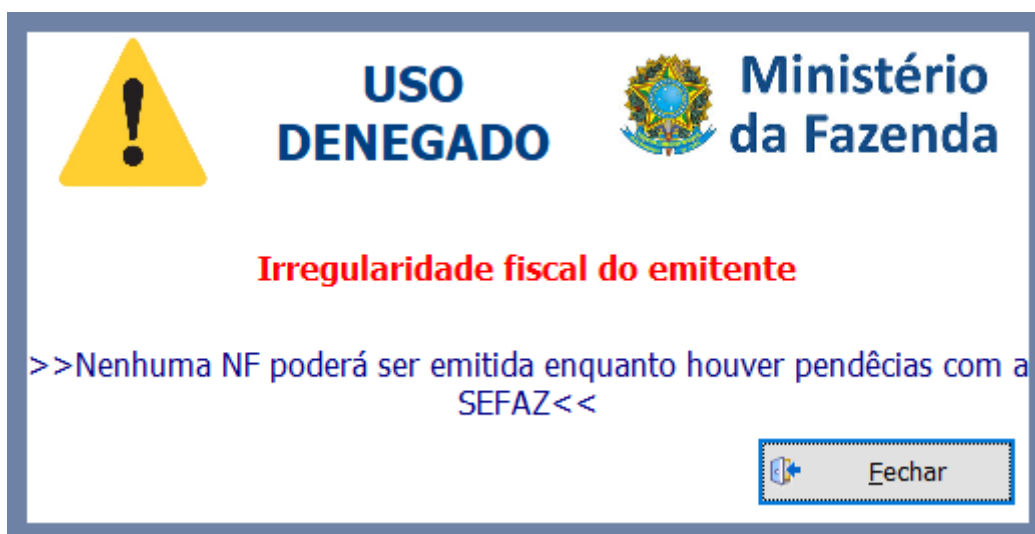 USO
DENEGADO
Ministério
da Fazenda
Irregularidade fiscal do emitente
>>Nenhuma NF poderá ser emitida enquanto houver pendêcias com a
SEFAZ<<
Fechar